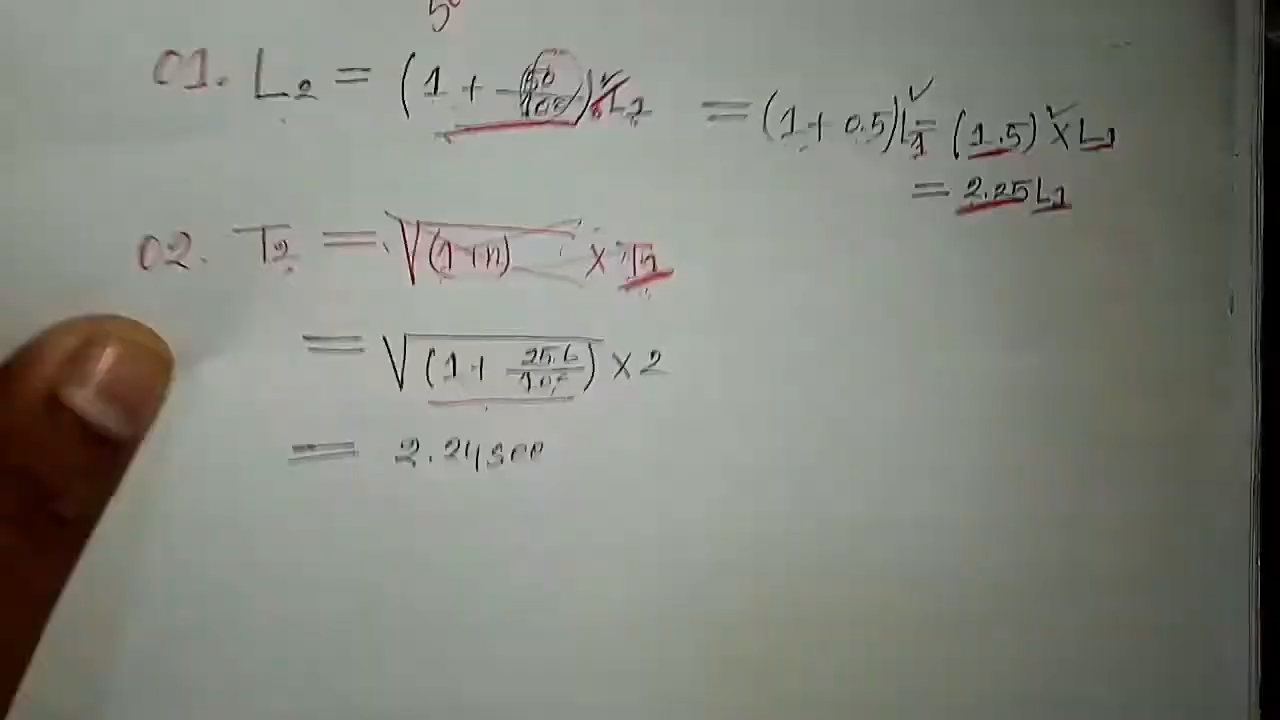 5
01. L₂ = (1 + 50/100)² L₁ = (1 + 0.5)² L₁ = (1.5)² × L₁
= 2.25 L₁
02. T₂ = √(1+n) × T₁
= √(1 + 25/100) × 2
= 2.24 sec